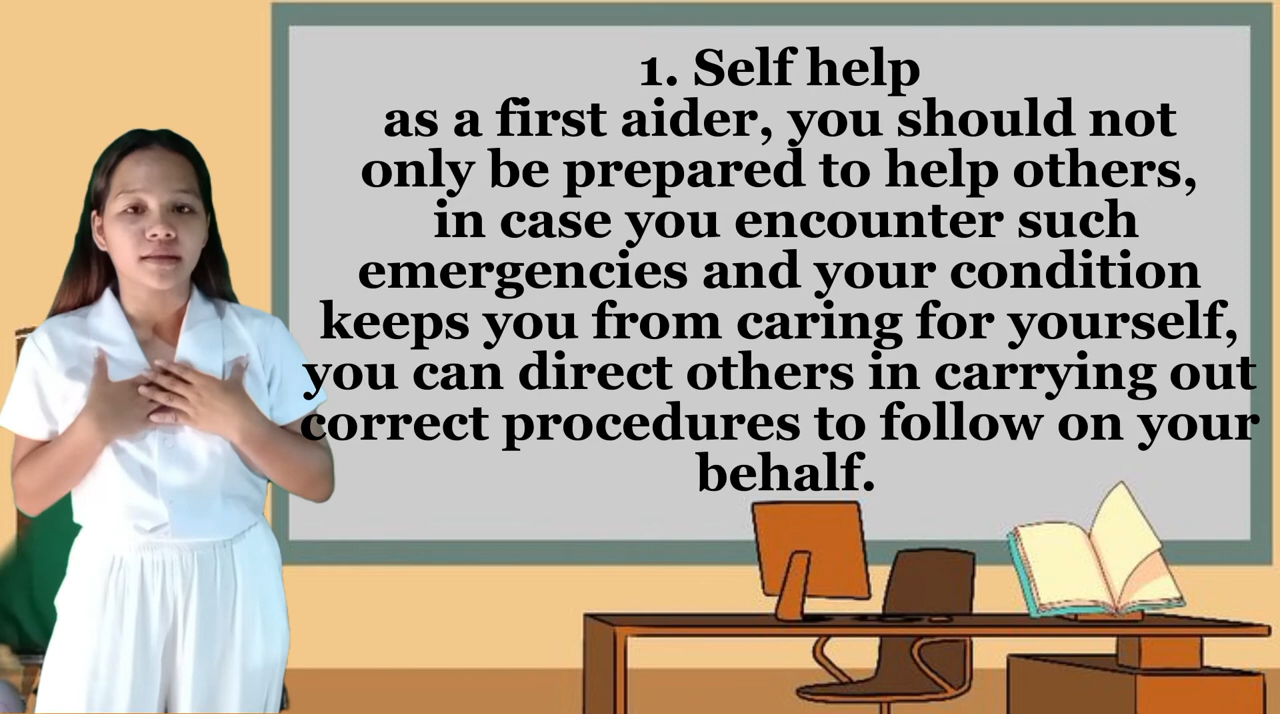 1. Self help
as a first aider, you should not
only be prepared to help others,
in case you encounter such
emergencies and your condition
keeps you from caring for yourself,
you can direct others in carrying out
correct procedures to follow on your
behalf.